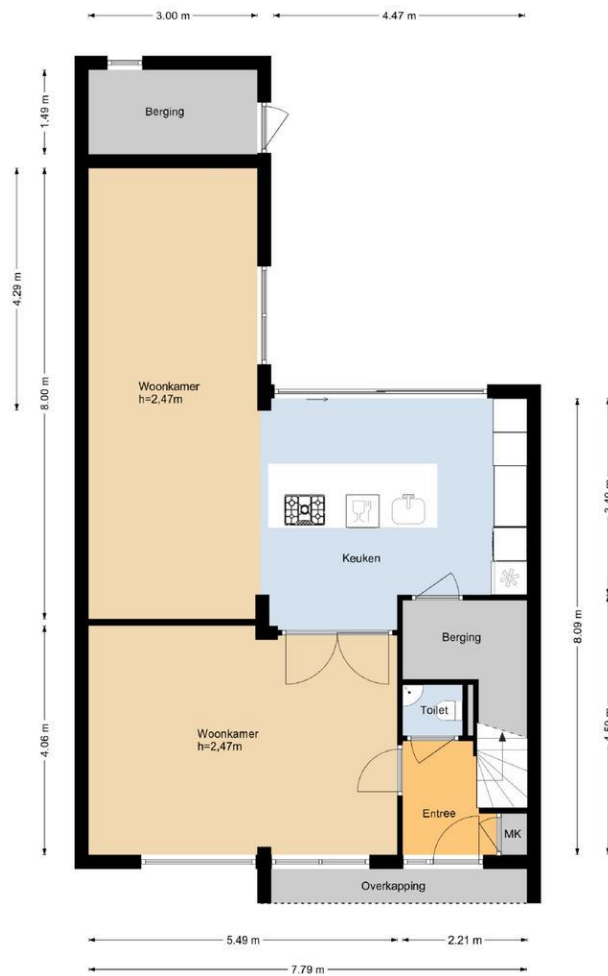 3.00 m
4.47 m
1.49 m
Berging
4.29 m
8.00 m
Woonkamer
h=2,47m
Keuken
8.09 m
Berging
Toilet
4.06 m
Woonkamer
h=2,47m
Entree
MK
Overkapping
5.49 m
2.21 m
7.79 m